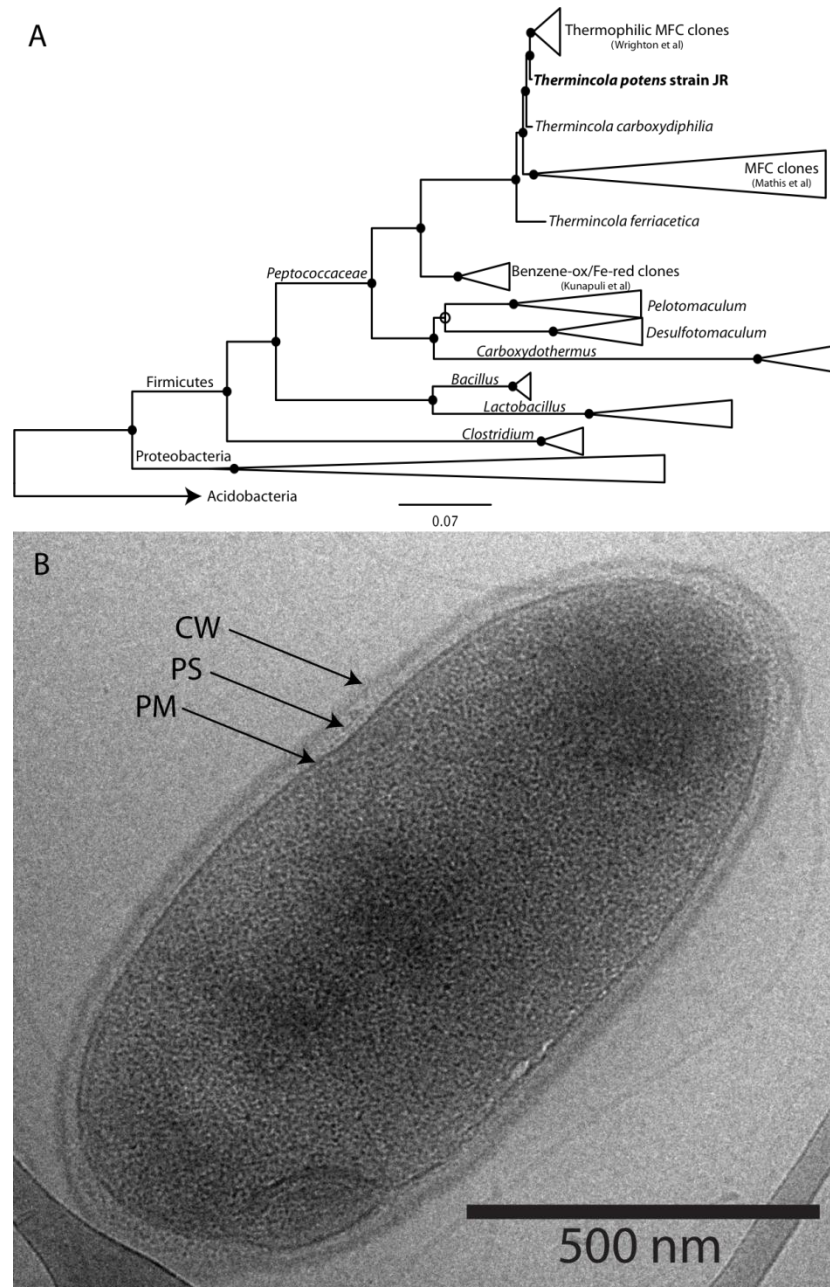 A
Thermophilic MFC clones
(Wrighton et al)
Thermincola potens strain JR
Thermincola carboxydiphilia
MFC clones
(Mathis et al)
Thermincola ferriacetica
Peptococcaceae
Benzene-ox/Fe-red clones
(Kunapuli et al)
Pelotomaculum
Desulfotomaculum
Carboxydothermus
Firmicutes
Bacillus
Lactobacillus
Clostridium
Proteobacteria
Acidobacteria
0.07
B
CW
PS
PM
500 nm